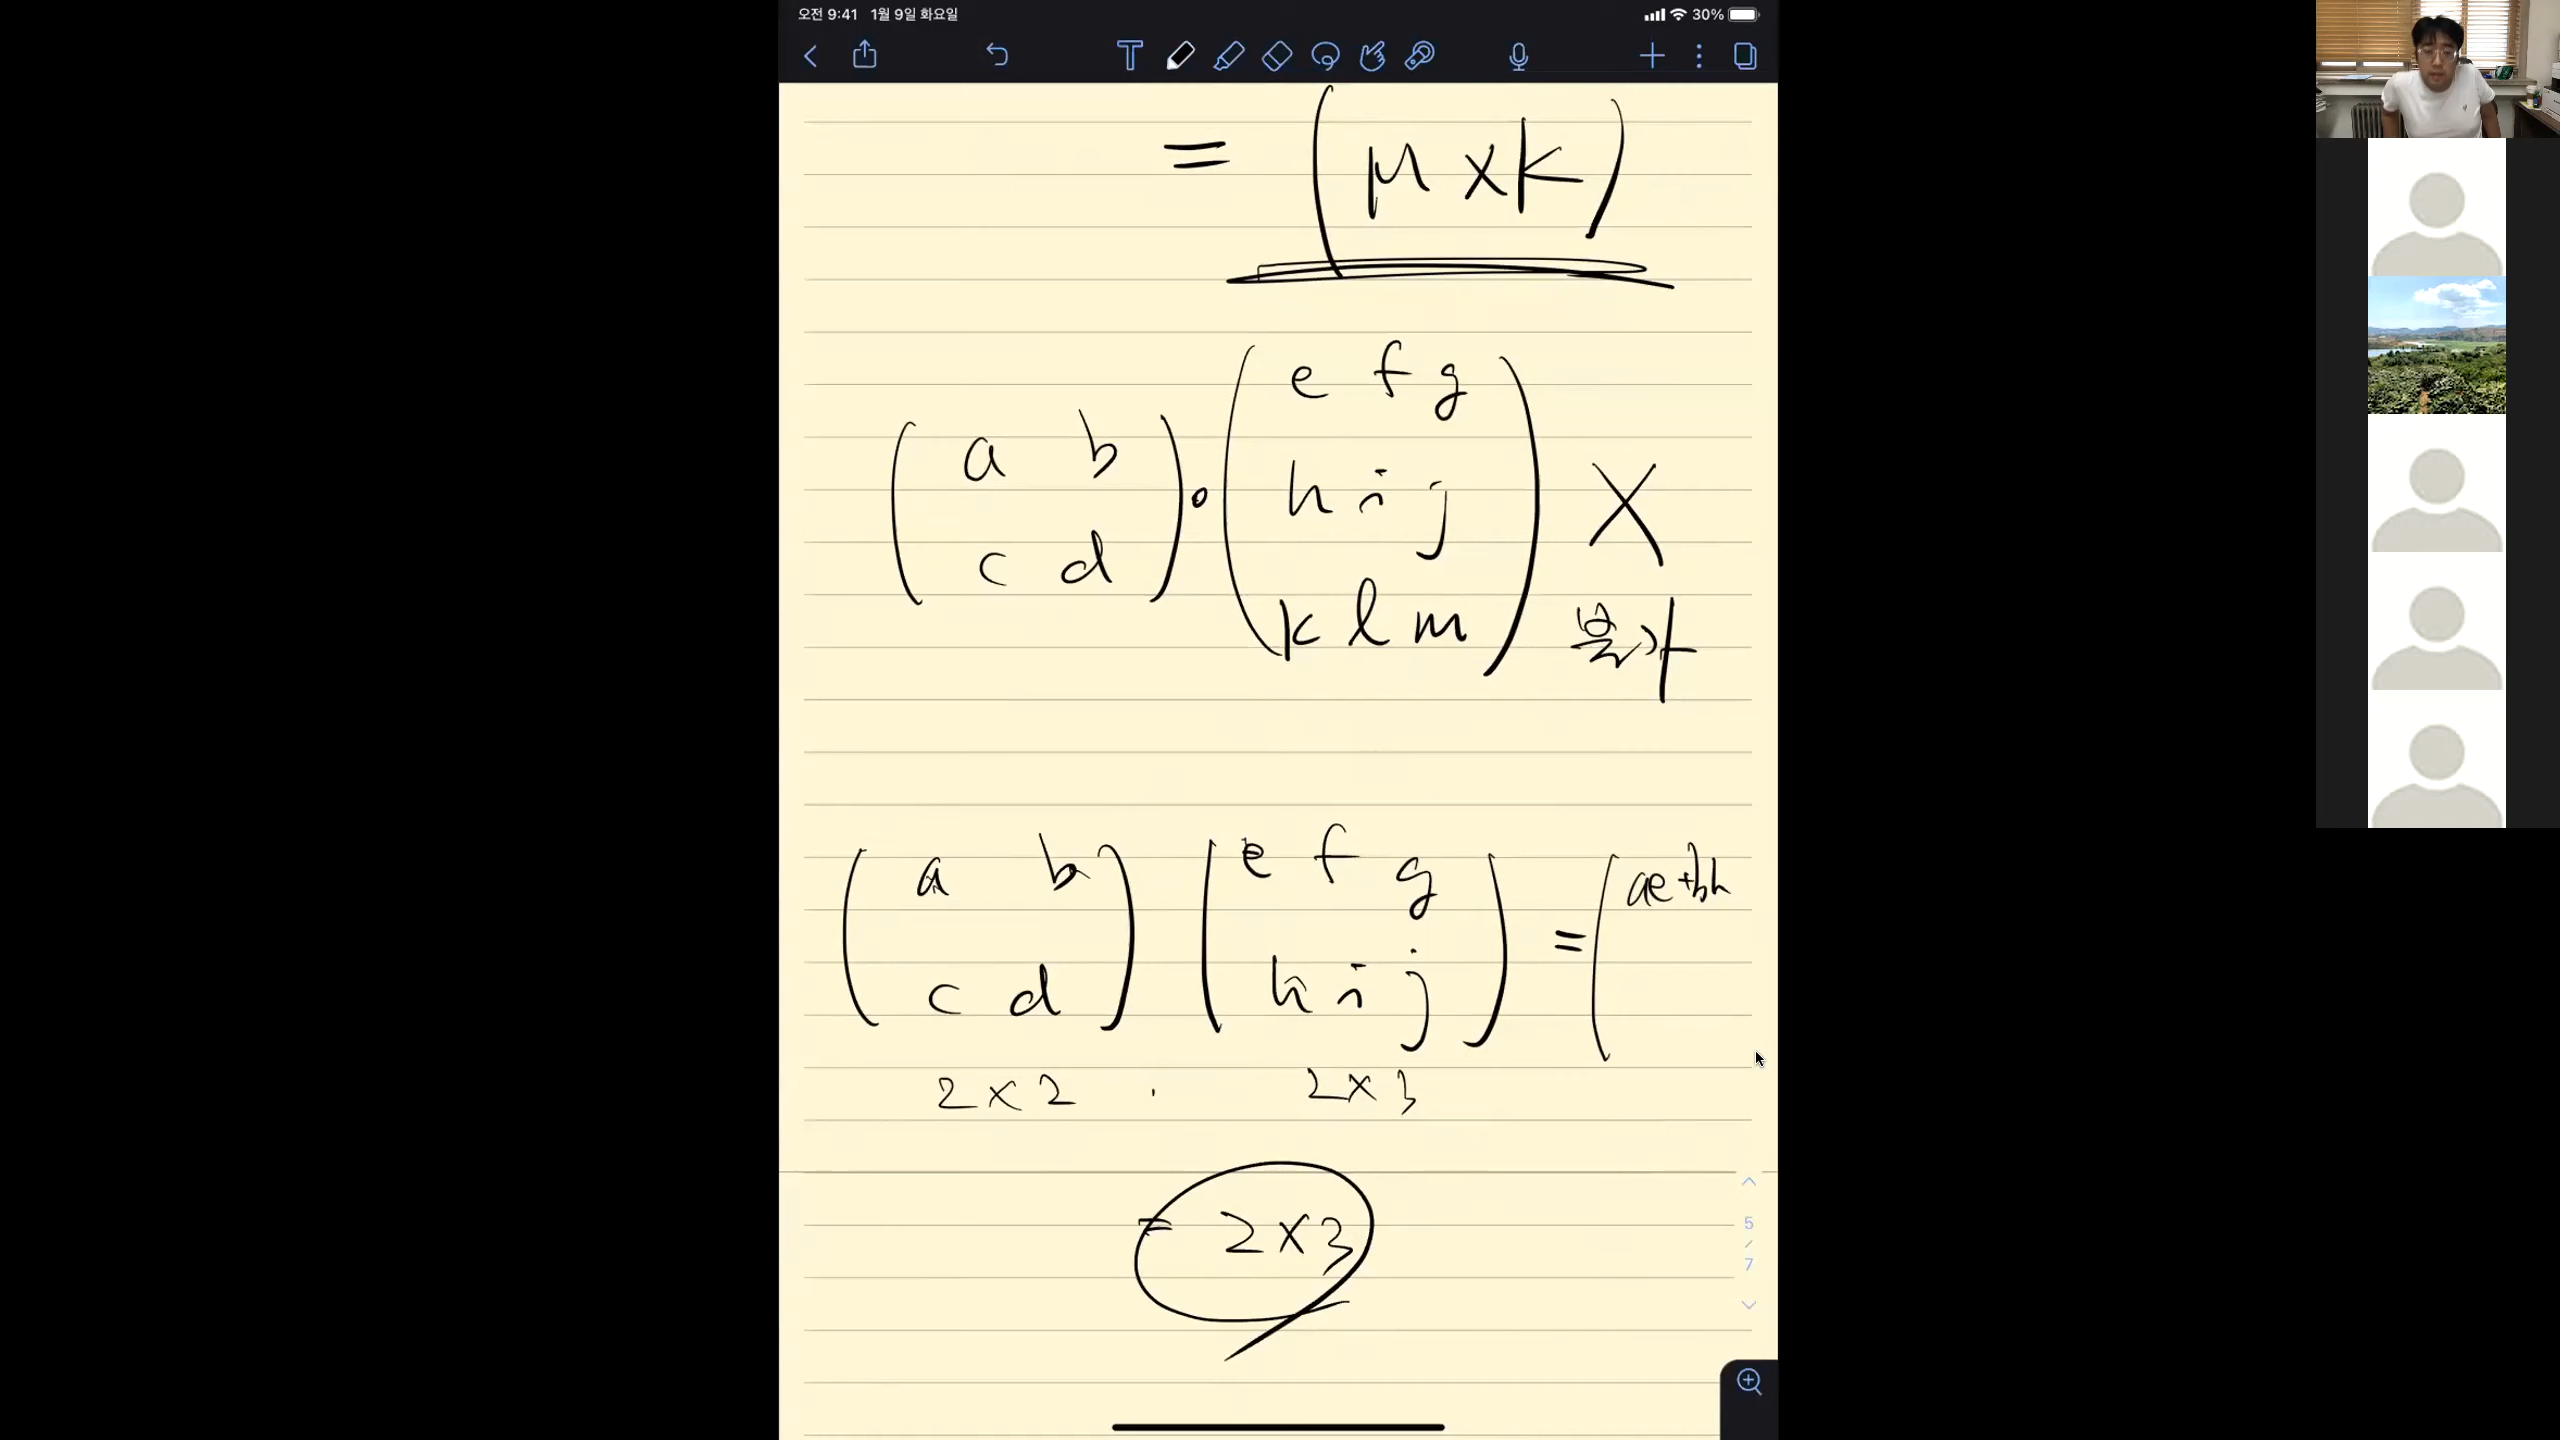 오전 9:41 1월 9일 화요일 30%
= (M x k)
( a b ) · ( e f g ) X
( c d ) ( h i j )
( k l m ) 불가
( a b ) ( e f g ) = ( ae+bh
( c d ) ( h i j )
2 x 2 · 2 x 3
= 2 x 3
5
/
7